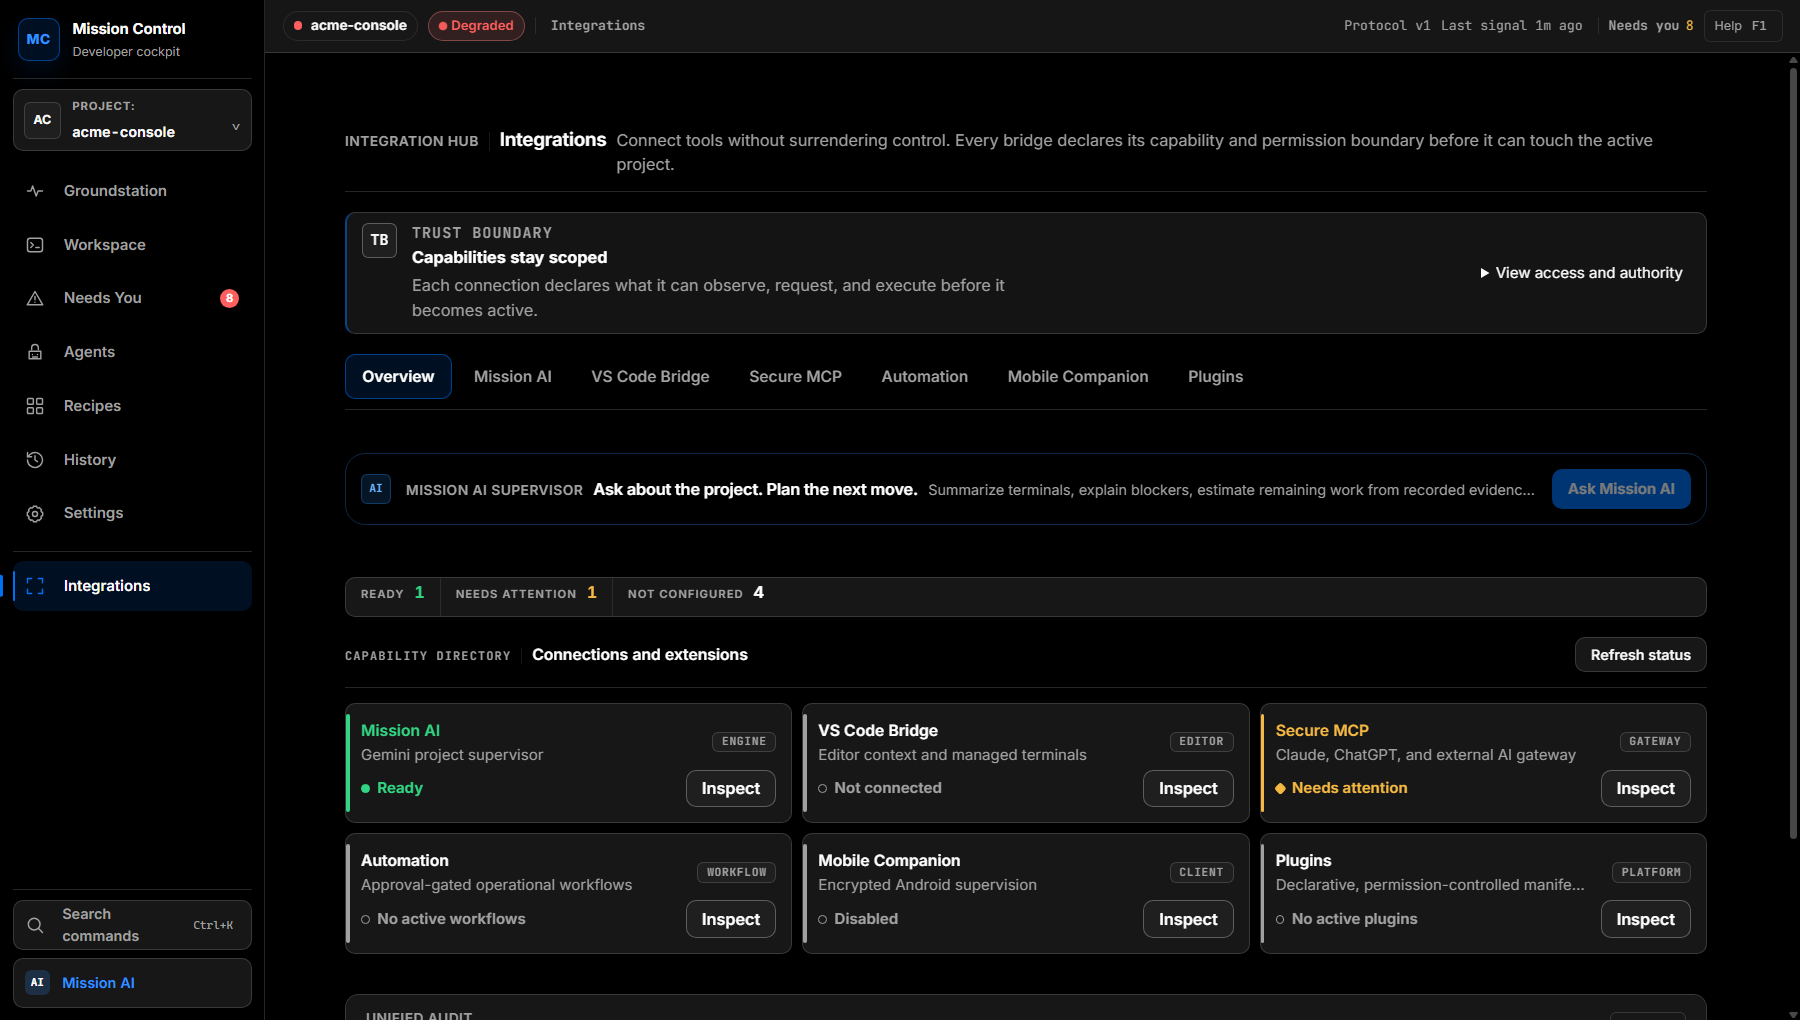 MC
Mission Control
Developer cockpit
AC
PROJECT:
acme-console
Groundstation
Workspace
Needs You
8
Agents
Recipes
History
Settings
Integrations
Search commands
Ctrl+K
AI
Mission AI
acme-console
Degraded
Integrations
Protocol v1
Last signal 1m ago
Needs you 8
Help F1
INTEGRATION HUB
Integrations
Connect tools without surrendering control. Every bridge declares its capability and permission boundary before it can touch the active
project.
TB
TRUST BOUNDARY
Capabilities stay scoped
Each connection declares what it can observe, request, and execute before it
becomes active.
View access and authority
Overview
Mission AI
VS Code Bridge
Secure MCP
Automation
Mobile Companion
Plugins
AI
MISSION AI SUPERVISOR
Ask about the project. Plan the next move.
Summarize terminals, explain blockers, estimate remaining work from recorded evidenc...
Ask Mission AI
READY 1
NEEDS ATTENTION 1
NOT CONFIGURED 4
CAPABILITY DIRECTORY
Connections and extensions
Refresh status
Mission AI
Gemini project supervisor
ENGINE
Ready
Inspect
VS Code Bridge
Editor context and managed terminals
EDITOR
Not connected
Inspect
Secure MCP
Claude, ChatGPT, and external AI gateway
GATEWAY
Needs attention
Inspect
Automation
Approval-gated operational workflows
WORKFLOW
No active workflows
Inspect
Mobile Companion
Encrypted Android supervision
CLIENT
Disabled
Inspect
Plugins
Declarative, permission-controlled manife...
PLATFORM
No active plugins
Inspect
UNIFIED AUDIT